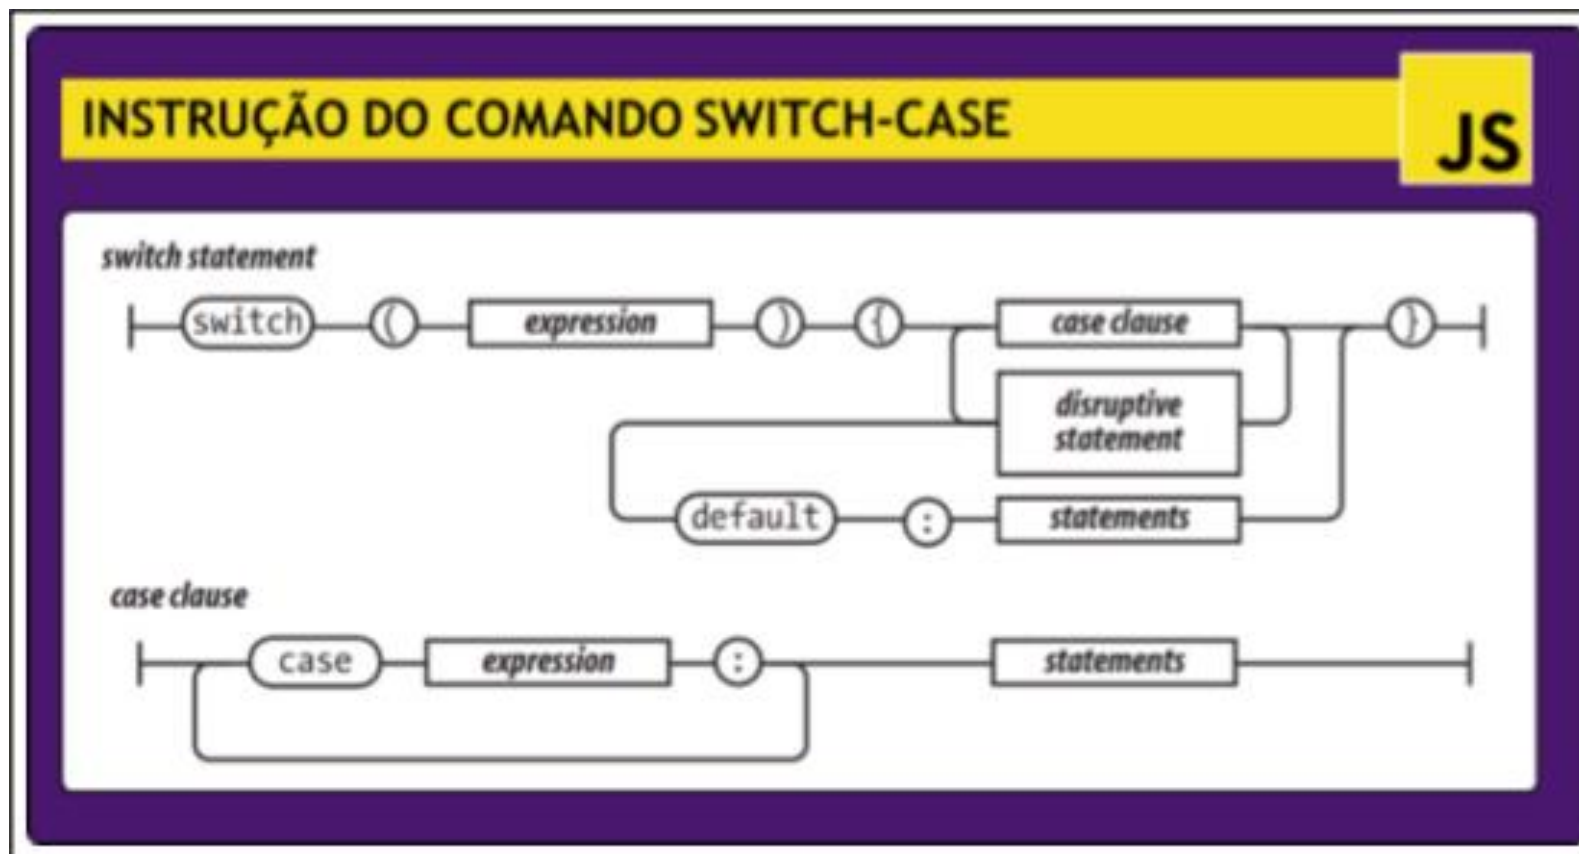 INSTRUÇÃO DO COMANDO SWITCH-CASE
JS
switch statement
switch ( expression ) { case clause }
disruptive
statement
default : statements
case clause
case expression : statements